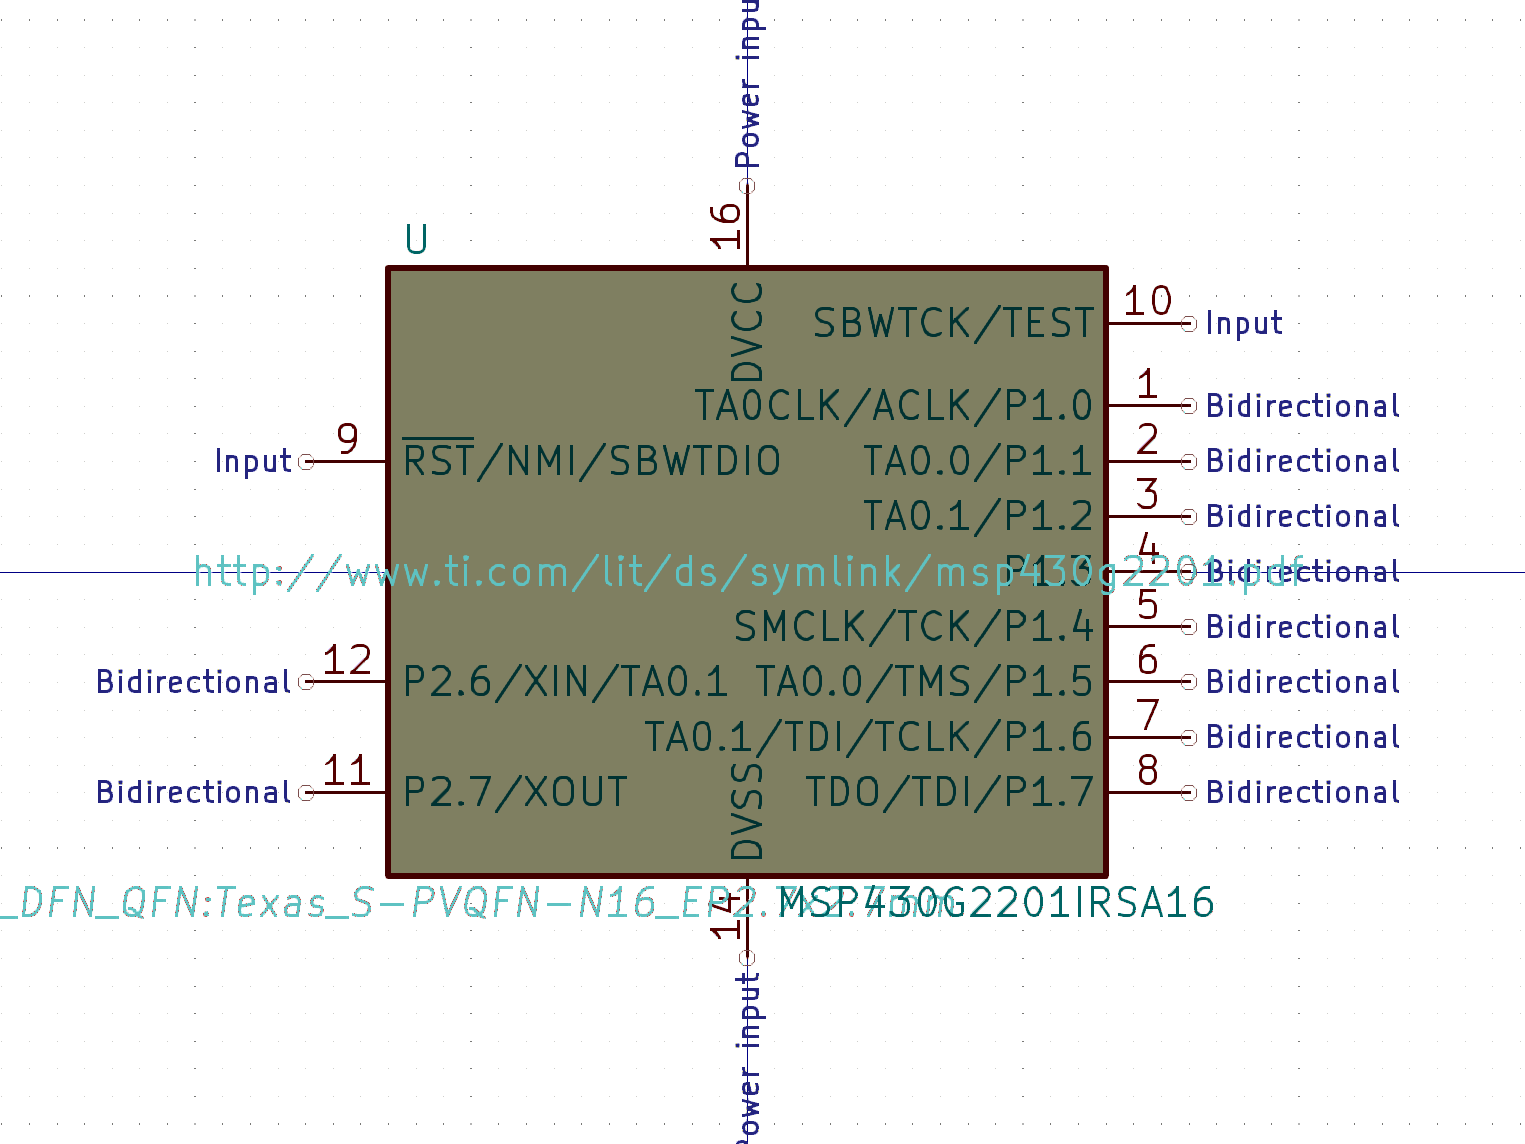 Power input
16
U
DVCC
SBWTCK/TEST
10
Input
TA0CLK/ACLK/P1.0
1
Bidirectional
Input
9
RST/NMI/SBWTDIO
TA0.0/P1.1
2
Bidirectional
TA0.1/P1.2
3
Bidirectional
http://www.ti.com/lit/ds/symlink/msp430g2201.pdf
P1.3
4
Bidirectional
SMCLK/TCK/P1.4
5
Bidirectional
Bidirectional
12
P2.6/XIN/TA0.1
TA0.0/TMS/P1.5
6
Bidirectional
TA0.1/TDI/TCLK/P1.6
7
Bidirectional
Bidirectional
11
P2.7/XOUT
DVSS
TDO/TDI/P1.7
8
Bidirectional
_DFN_QFN:Texas_S-PVQFN-N16_EP2.7x2.7mm
MSP430G2201IRSA16
14
Power input